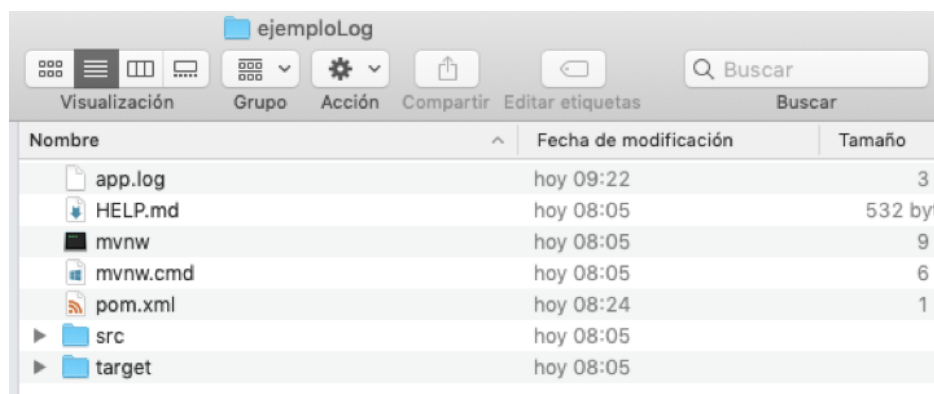 ejemploLog
Buscar
Visualización Grupo Acción Compartir Editar etiquetas Buscar
Nombre Fecha de modificación Tamaño
app.log hoy 09:22 3
HELP.md hoy 08:05 532
mvnw hoy 08:05 9
mvnw.cmd hoy 08:05 6
pom.xml hoy 08:24 1
src hoy 08:05
target hoy 08:05